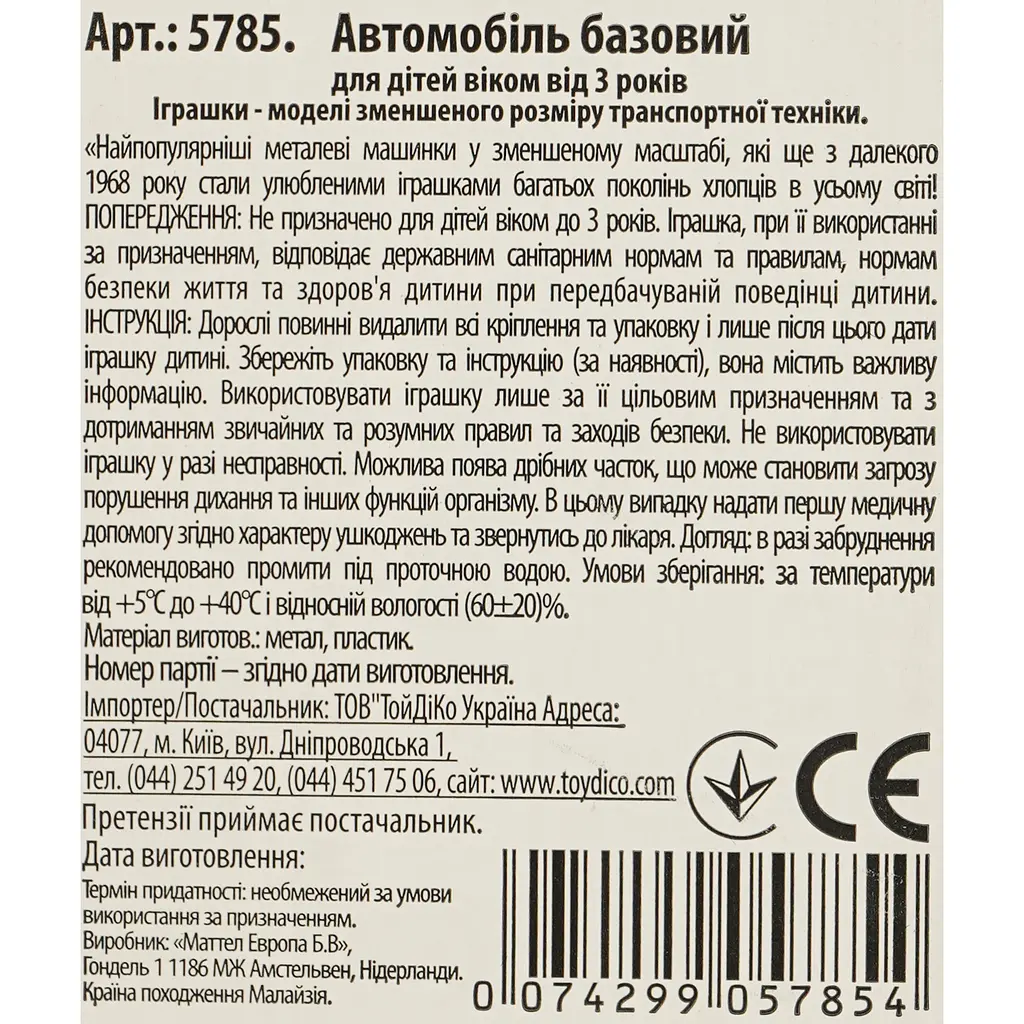 Арт.: 5785. Автомобіль базовий
для дітей віком від 3 років
Іграшки - моделі зменшеного розміру транспортної техніки.
«Найпопулярніші металеві машинки у зменшеному масштабі, які ще з далекого
1968 року стали улюбленими іграшками багатьох поколінь хлопців в усьому світі!
ПОПЕРЕДЖЕННЯ: Не призначено для дітей віком до 3 років. Іграшка, при її використанні
за призначенням, відповідає державним санітарним нормам та правилам, нормам
безпеки життя та здоров'я дитини при передбачуваній поведінці дитини.
ІНСТРУКЦІЯ: Дорослі повинні видалити всі кріплення та упаковку і лише після цього дати
іграшку дитині. Збережіть упаковку та інструкцію (за наявності), вона містить важливу
інформацію. Використовувати іграшку лише за її цільовим призначенням та з
дотриманням звичайних та розумних правил та заходів безпеки. Не використовувати
іграшку у разі несправності. Можлива поява дрібних часток, що може становити загрозу
порушення дихання та інших функцій організму. В цьому випадку надати першу медичну
допомогу згідно характеру ушкоджень та звернутись до лікаря. Догляд: в разі забруднення
рекомендовано промити під проточною водою. Умови зберігання: за температури
від +5°C до +40°C і відносній вологості (60±20)%.
Матеріал виготов.: метал, пластик.
Номер партії – згідно дати виготовлення.
Імпортер/Постачальник: ТОВ"ТойДіКо Україна Адреса:
04077, м. Київ, вул. Дніпроводська 1,
тел. (044) 251 49 20, (044) 451 75 06, сайт: www.toydico.com
Претензії приймає постачальник.
Дата виготовлення:
Термін придатності: необмежений за умови
використання за призначенням.
Виробник: «Маттел Европа Б.В»,
Гондель 1 1186 МЖ Амстельвен, Нідерланди.
Країна походження Малайзія.
CE
0 074299 057854